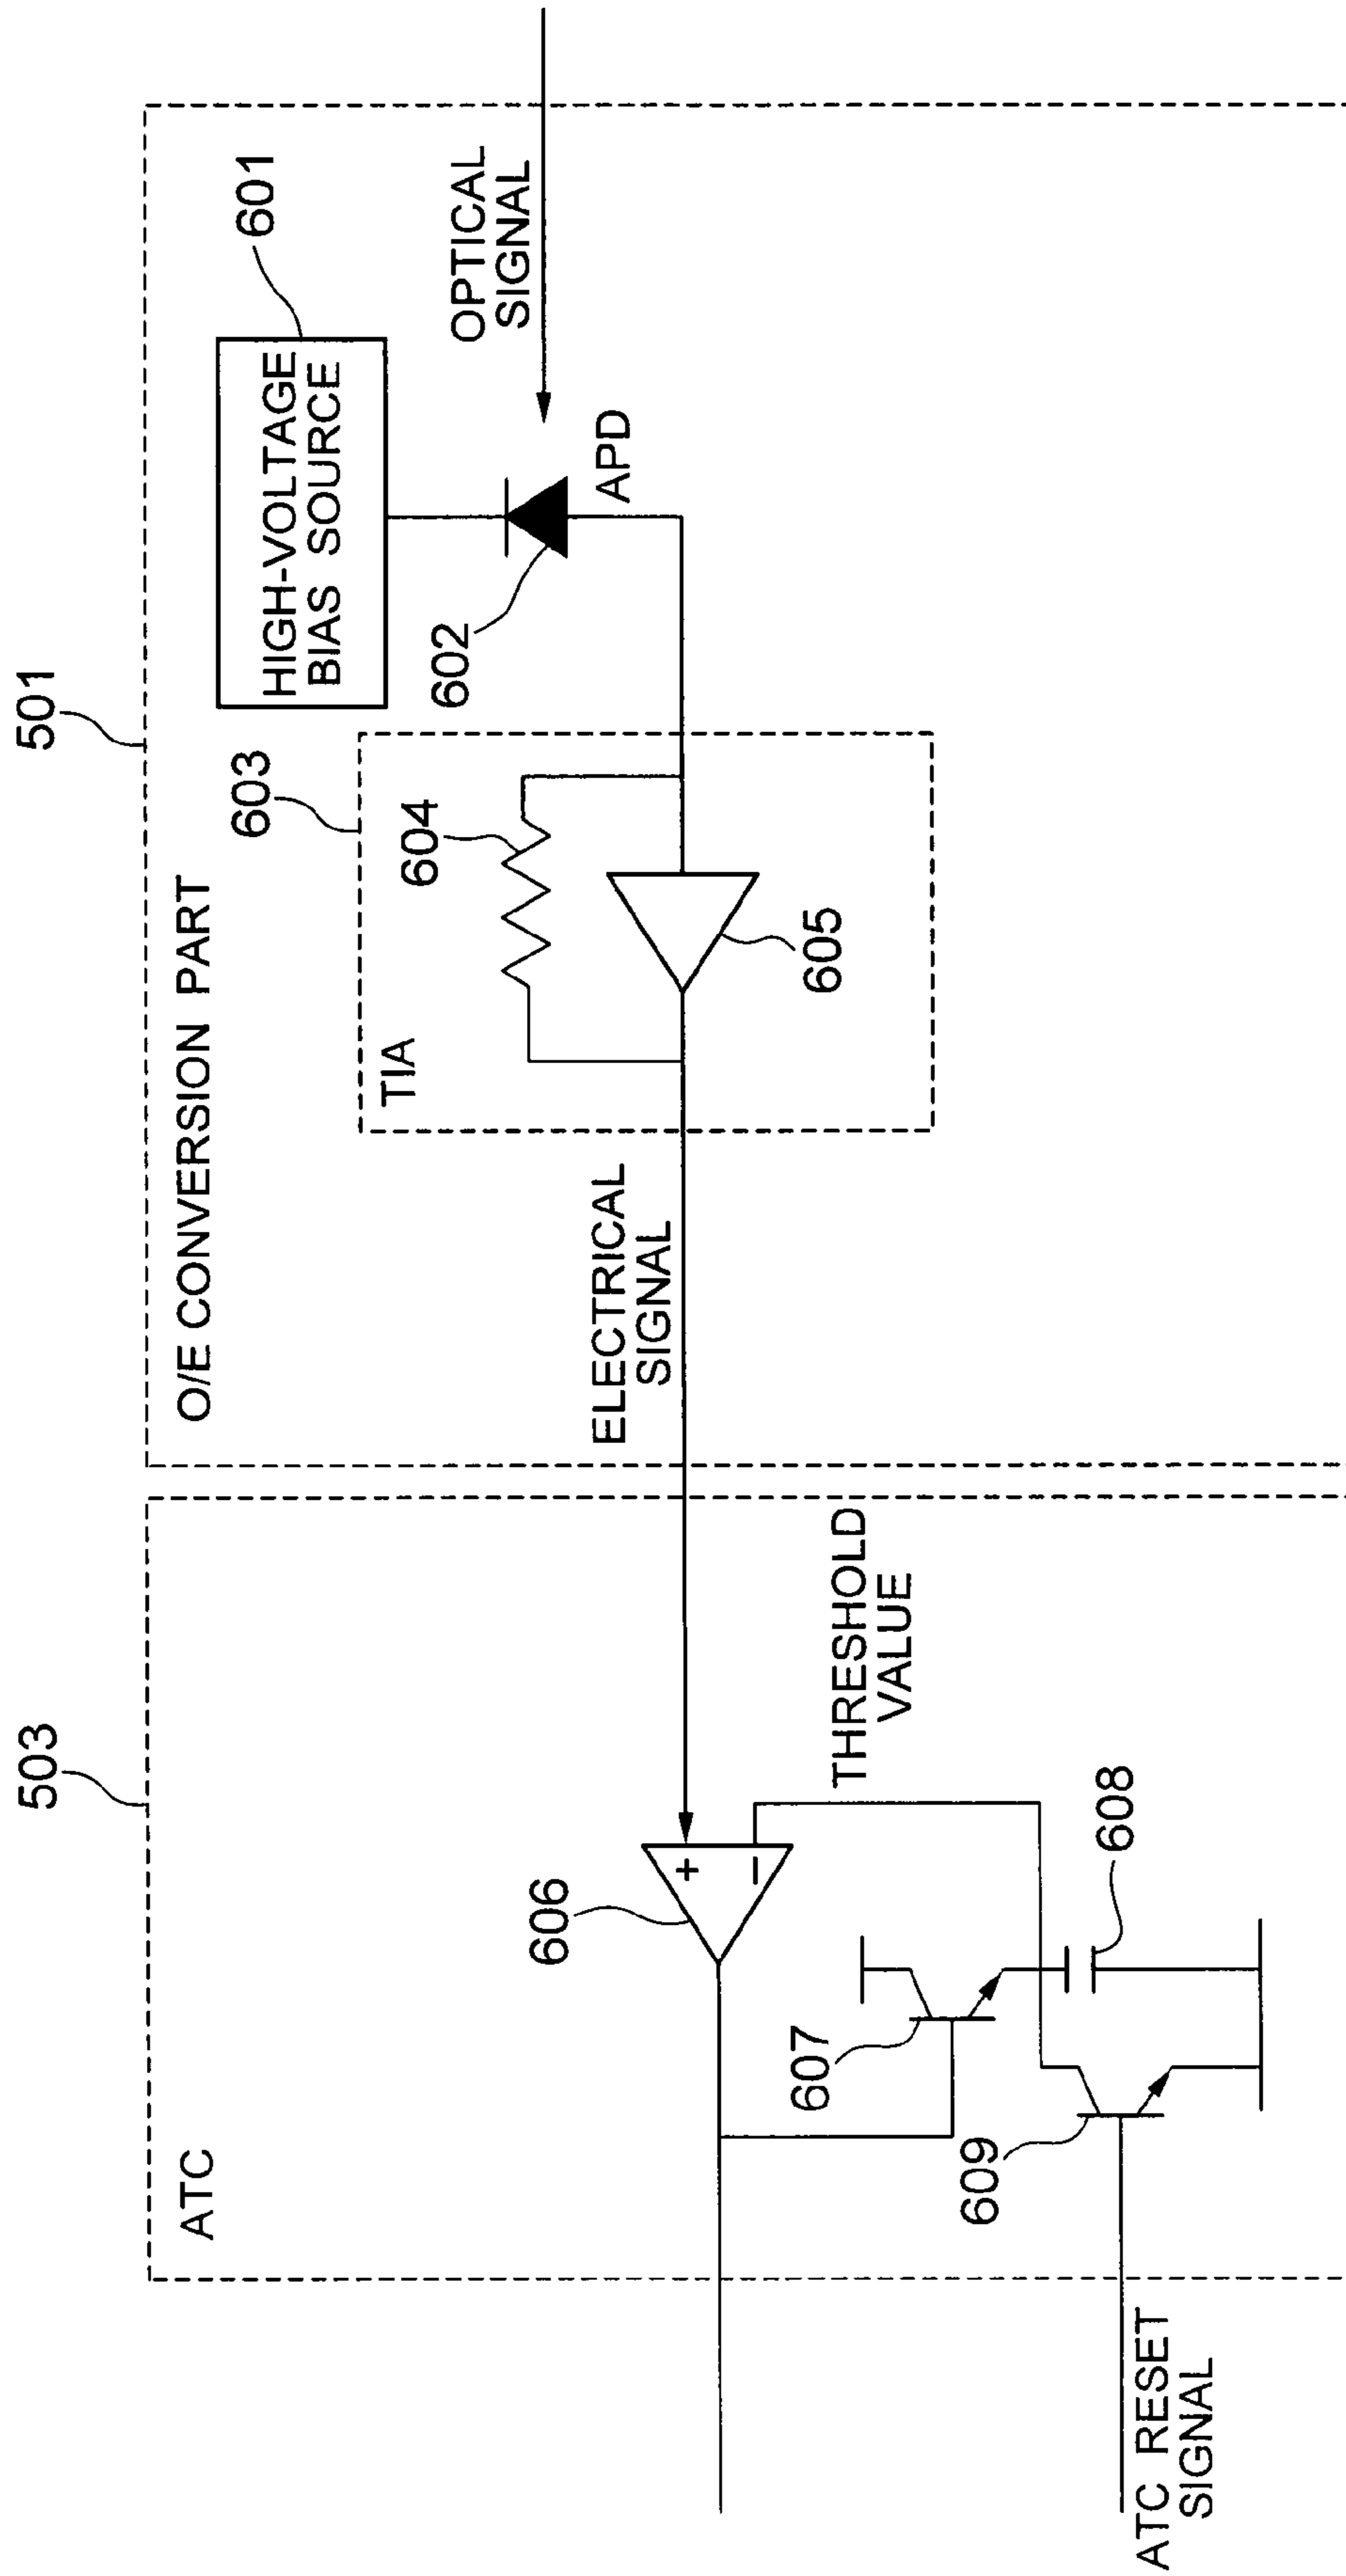 503
501
ATC
O/E CONVERSION PART
601
HIGH-VOLTAGE
BIAS SOURCE
603
TIA
604
602
OPTICAL
SIGNAL
606
+
−
ELECTRICAL
SIGNAL
605
APD
607
THRESHOLD
VALUE
609
608
ATC RESET
SIGNAL